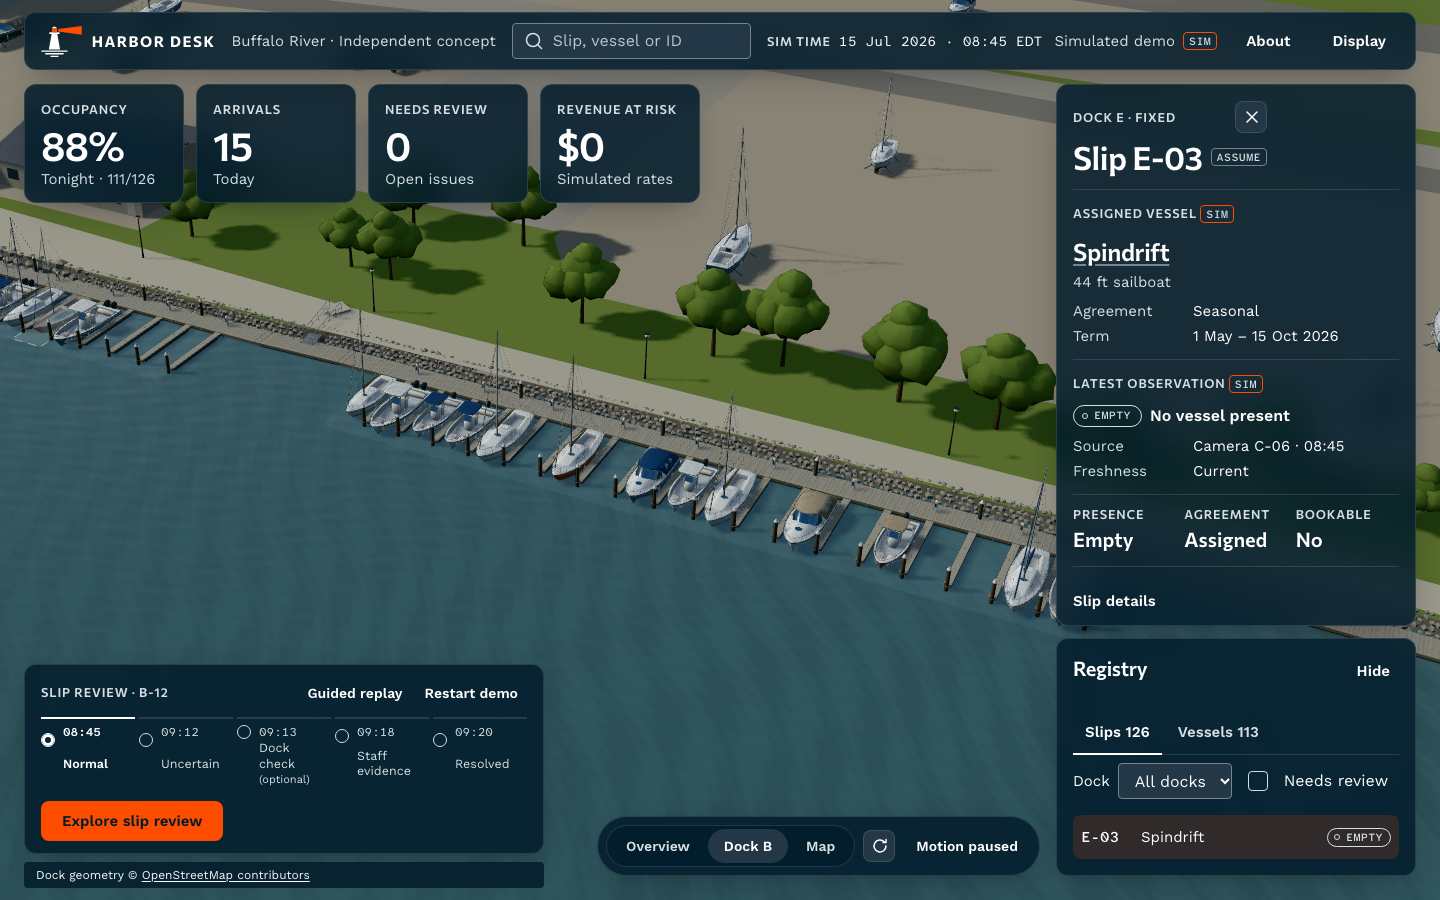 HARBOR DESK Buffalo River · Independent concept Slip, vessel or ID SIM TIME 15 Jul 2026 · 08:45 EDT Simulated demo SIM About Display
OCCUPANCY
88%
Tonight · 111/126
ARRIVALS
15
Today
NEEDS REVIEW
0
Open issues
REVENUE AT RISK
$0
Simulated rates
DOCK E · FIXED
Slip E-03 ASSUME
ASSIGNED VESSEL SIM
Spindrift
44 ft sailboat
Agreement Seasonal
Term 1 May – 15 Oct 2026
LATEST OBSERVATION SIM
EMPTY No vessel present
Source Camera C-06 · 08:45
Freshness Current
PRESENCE AGREEMENT BOOKABLE
Empty Assigned No
Slip details
Registry Hide
Slips 126 Vessels 113
Dock All docks Needs review
E-03 Spindrift EMPTY
SLIP REVIEW · B-12 Guided replay Restart demo
08:45
Normal
09:12
Uncertain
09:13
Dock
check
(optional)
09:18
Staff
evidence
09:20
Resolved
Explore slip review
Overview Dock B Map Motion paused
Dock geometry © OpenStreetMap contributors